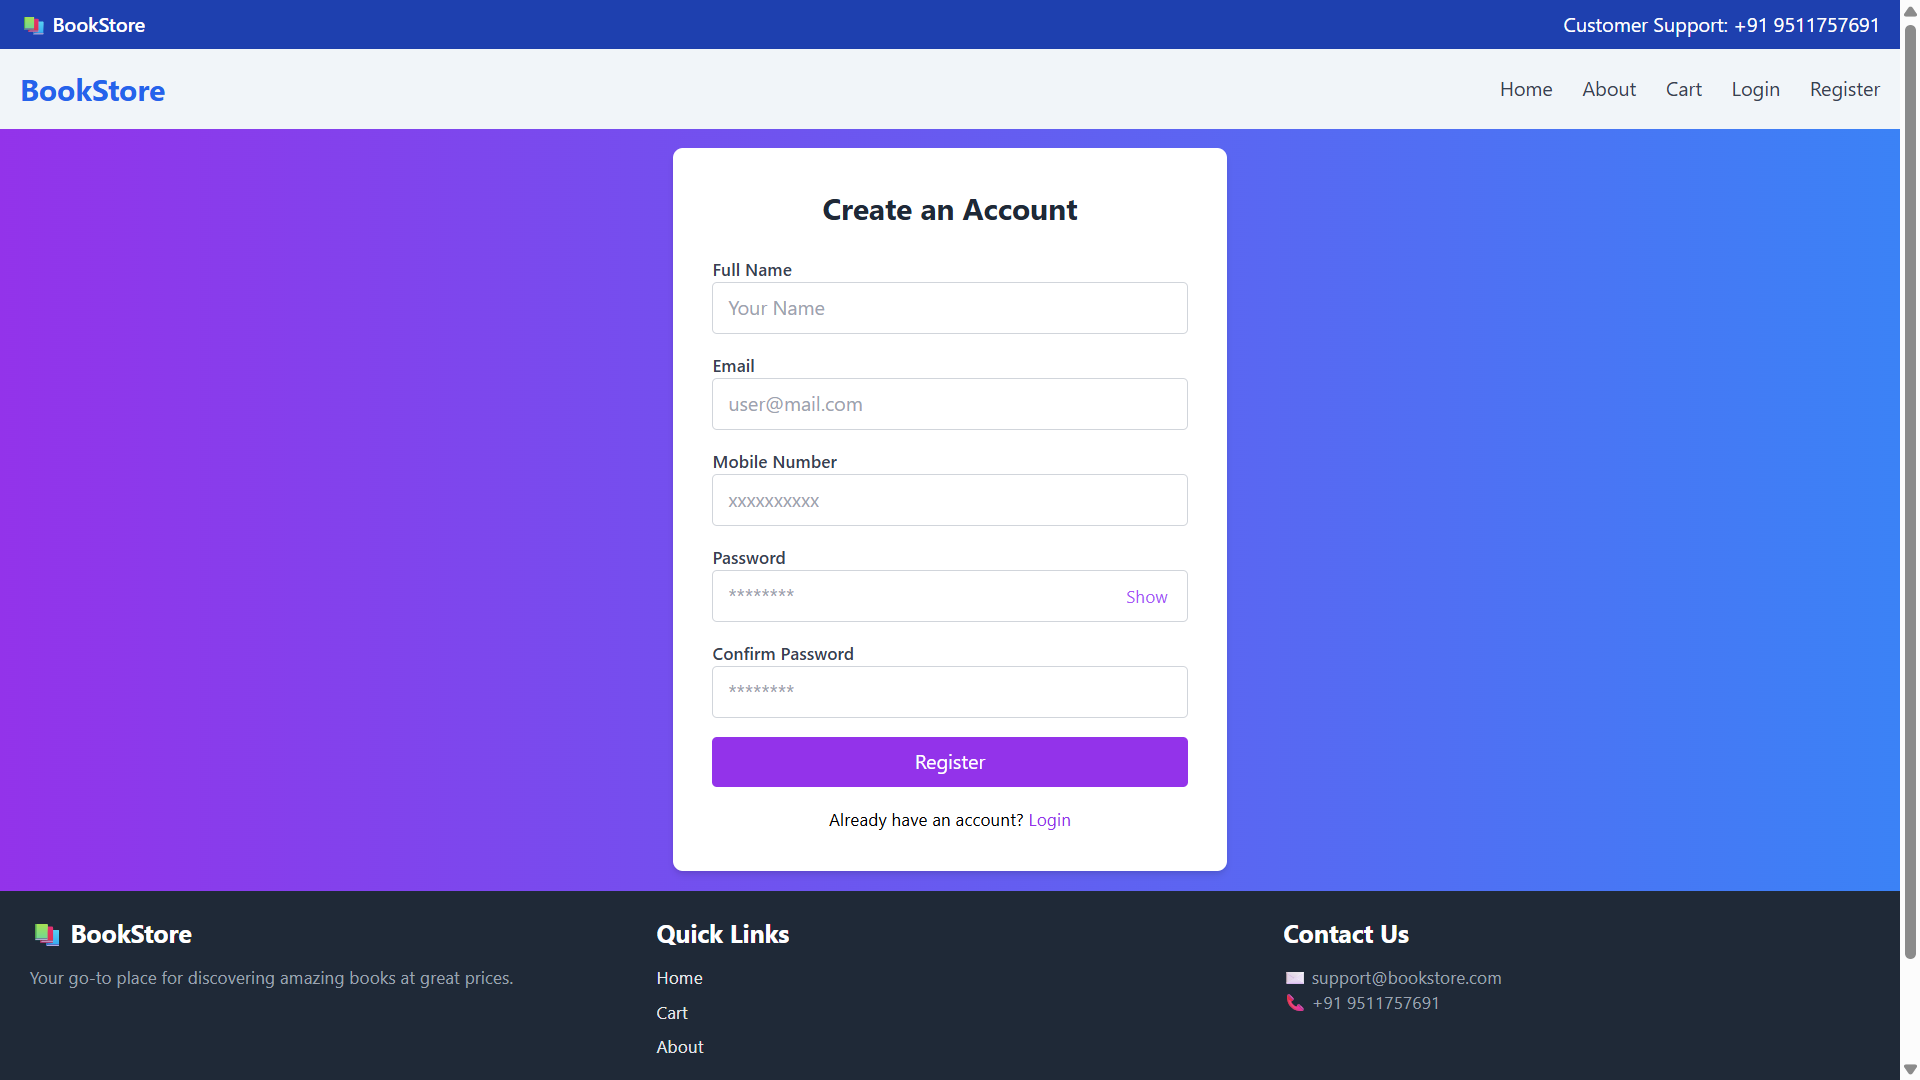 BookStore
Customer Support: +91 9511757691
BookStore
Home
About
Cart
Login
Register
Create an Account
Full Name
Your Name
Email
user@mail.com
Mobile Number
xxxxxxxxxx
Password
********
Show
Confirm Password
********
Register
Already have an account? Login
BookStore
Your go-to place for discovering amazing books at great prices.
Quick Links
Home
Cart
About
Contact Us
support@bookstore.com
+91 9511757691